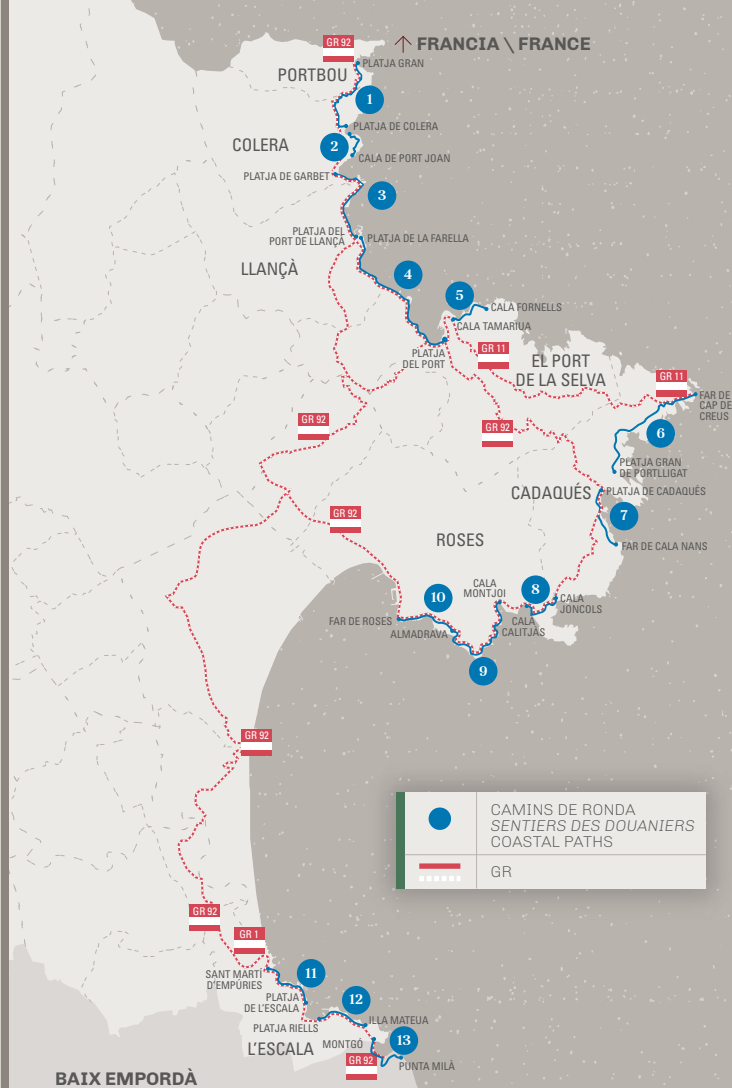 GR 92
FRANCIA \ FRANCE
PLATJA GRAN
PORTBOU
1
PLATJA DE COLERA
2
COLERA
CALA DE PORT JOAN
PLATJA DE GARBET
3
PLATJA DEL
PORT DE LLANÇÀ
PLATJA DE LA FARELLA
LLANÇÀ
4
5
CALA FORNELLS
CALA TAMARIUA
PLATJA
DEL PORT
GR 11
EL PORT
DE LA SELVA
GR 11
FAR DE
CAP DE
CREUS
GR 92
GR 92
6
PLATJA GRAN
DE PORTLLIGAT
CADAQUÉS
PLATJA DE CADAQUÉS
7
GR 92
ROSES
FAR DE CALA NANS
CALA
MONTJOI
8
CALA
JONCOLS
10
CALA
CALITJÀS
FAR DE ROSES
ALMADRAVA
9
GR 92
CAMINS DE RONDA
SENTIERS DES DOUANIERS
COASTAL PATHS
GR
GR 92
GR 1
SANT MARTÍ
D'EMPÚRIES
11
PLATJA
DE L'ESCALA
12
PLATJA RIELLS
ILLA MATEUA
L'ESCALA
MONTGÓ
13
GR 92
PUNTA MILÀ
BAIX EMPORDÀ